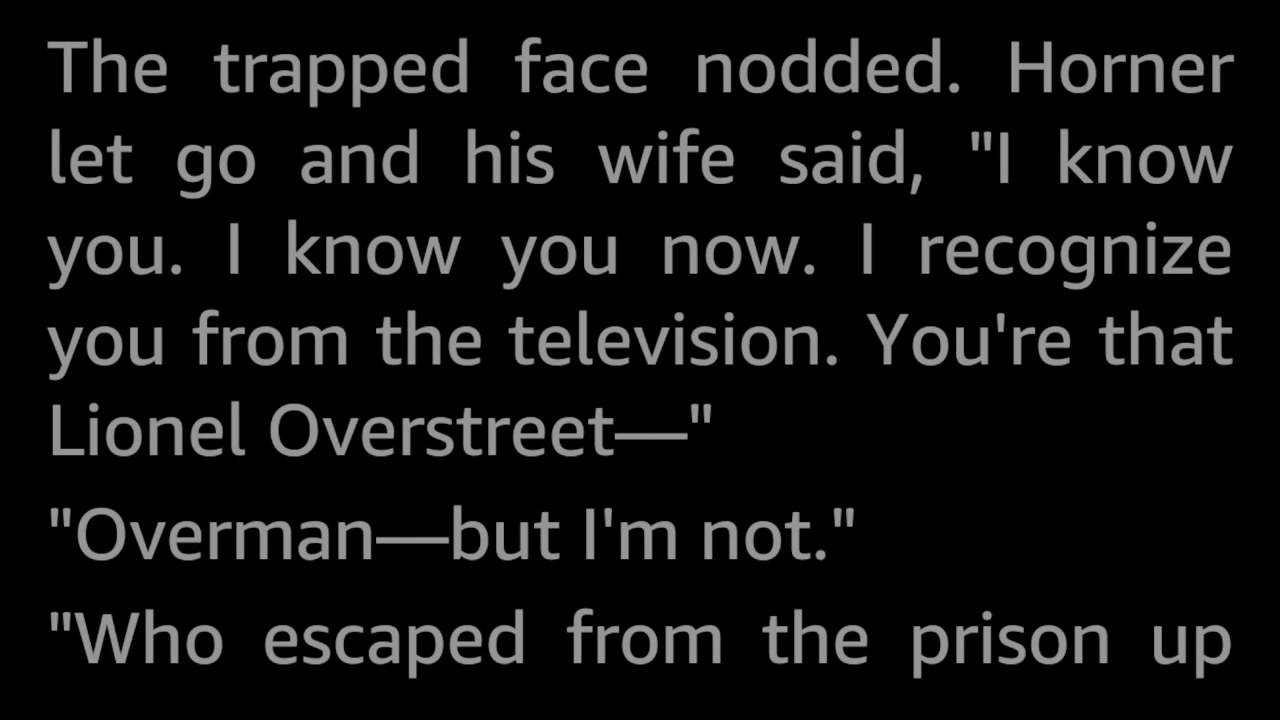 The trapped face nodded. Horner
let go and his wife said, "I know
you. I know you now. I recognize
you from the television. You're that
Lionel Overstreet—"
"Overman—but I'm not."
"Who escaped from the prison up